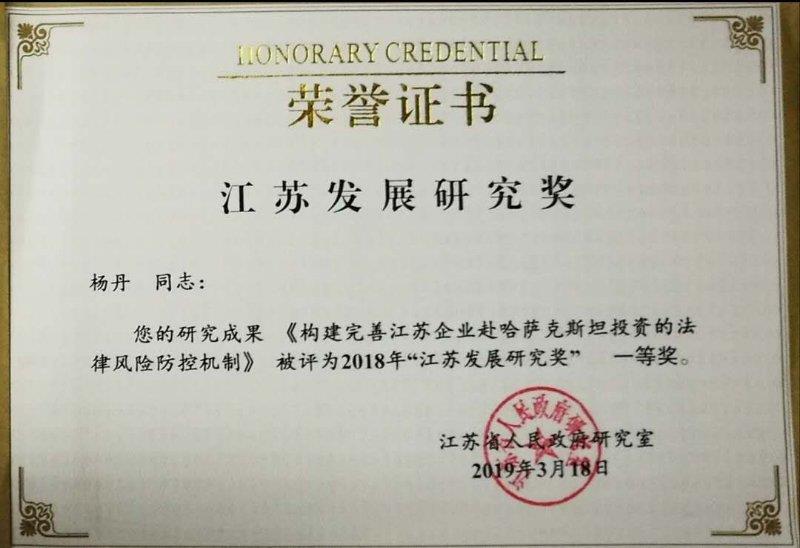 HONORARY CREDENTIAL
荣誉证书
江苏发展研究奖
杨丹 同志：
您的研究成果 《构建完善江苏企业赴哈萨克斯坦投资的法
律风险防控机制》 被评为2018年“江苏发展研究奖” 一等奖。
江苏省人民政府研究室
2019年3月18日